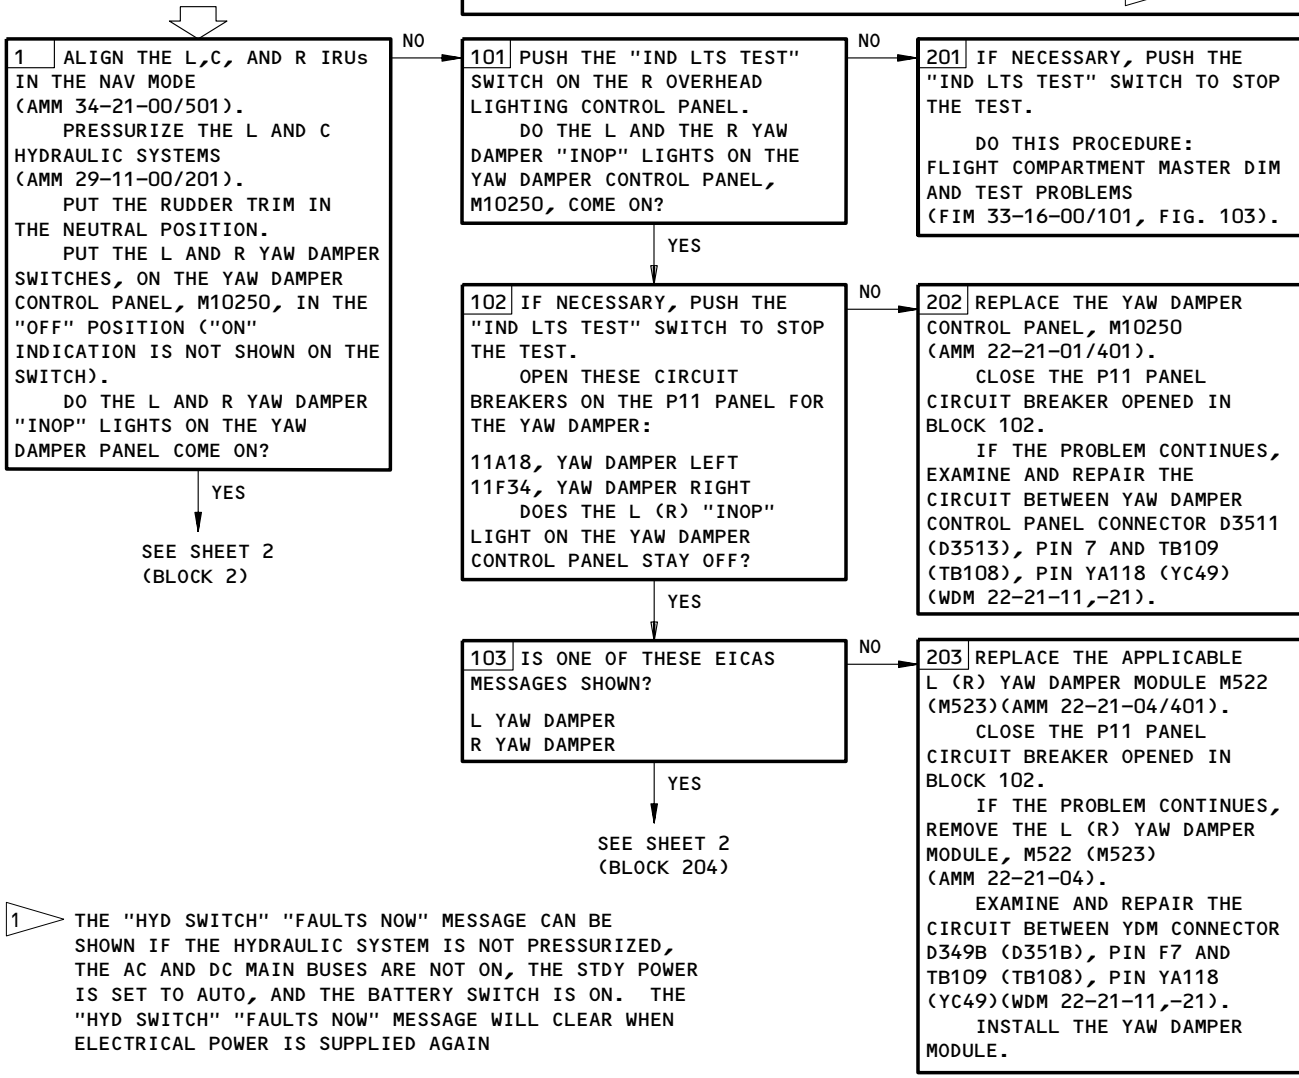 1 ALIGN THE L,C, AND R IRUs
IN THE NAV MODE
(AMM 34-21-00/501).
PRESSURIZE THE L AND C
HYDRAULIC SYSTEMS
(AMM 29-11-00/201).
PUT THE RUDDER TRIM IN
THE NEUTRAL POSITION.
PUT THE L AND R YAW DAMPER
SWITCHES, ON THE YAW DAMPER
CONTROL PANEL, M10250, IN THE
"OFF" POSITION ("ON"
INDICATION IS NOT SHOWN ON THE
SWITCH).
DO THE L AND R YAW DAMPER
"INOP" LIGHTS ON THE YAW
DAMPER PANEL COME ON?
YES
SEE SHEET 2
(BLOCK 2)
NO
101 PUSH THE "IND LTS TEST"
SWITCH ON THE R OVERHEAD
LIGHTING CONTROL PANEL.
DO THE L AND THE R YAW
DAMPER "INOP" LIGHTS ON THE
YAW DAMPER CONTROL PANEL,
M10250, COME ON?
NO
201 IF NECESSARY, PUSH THE
"IND LTS TEST" SWITCH TO STOP
THE TEST.
DO THIS PROCEDURE:
FLIGHT COMPARTMENT MASTER DIM
AND TEST PROBLEMS
(FIM 33-16-00/101, FIG. 103).
YES
102 IF NECESSARY, PUSH THE
"IND LTS TEST" SWITCH TO STOP
THE TEST.
OPEN THESE CIRCUIT
BREAKERS ON THE P11 PANEL FOR
THE YAW DAMPER:
11A18, YAW DAMPER LEFT
11F34, YAW DAMPER RIGHT
DOES THE L (R) "INOP"
LIGHT ON THE YAW DAMPER
CONTROL PANEL STAY OFF?
NO
202 REPLACE THE YAW DAMPER
CONTROL PANEL, M10250
(AMM 22-21-01/401).
CLOSE THE P11 PANEL
CIRCUIT BREAKER OPENED IN
BLOCK 102.
IF THE PROBLEM CONTINUES,
EXAMINE AND REPAIR THE
CIRCUIT BETWEEN YAW DAMPER
CONTROL PANEL CONNECTOR D3511
(D3513), PIN 7 AND TB109
(TB108), PIN YA118 (YC49)
(WDM 22-21-11,-21).
YES
103 IS ONE OF THESE EICAS
MESSAGES SHOWN?
L YAW DAMPER
R YAW DAMPER
NO
203 REPLACE THE APPLICABLE
L (R) YAW DAMPER MODULE M522
(M523)(AMM 22-21-04/401).
CLOSE THE P11 PANEL
CIRCUIT BREAKER OPENED IN
BLOCK 102.
IF THE PROBLEM CONTINUES,
REMOVE THE L (R) YAW DAMPER
MODULE, M522 (M523)
(AMM 22-21-04).
EXAMINE AND REPAIR THE
CIRCUIT BETWEEN YDM CONNECTOR
D349B (D351B), PIN F7 AND
TB109 (TB108), PIN YA118
(YC49)(WDM 22-21-11,-21).
INSTALL THE YAW DAMPER
MODULE.
YES
SEE SHEET 2
(BLOCK 204)
1 THE "HYD SWITCH" "FAULTS NOW" MESSAGE CAN BE
SHOWN IF THE HYDRAULIC SYSTEM IS NOT PRESSURIZED,
THE AC AND DC MAIN BUSES ARE NOT ON, THE STDY POWER
IS SET TO AUTO, AND THE BATTERY SWITCH IS ON. THE
"HYD SWITCH" "FAULTS NOW" MESSAGE WILL CLEAR WHEN
ELECTRICAL POWER IS SUPPLIED AGAIN